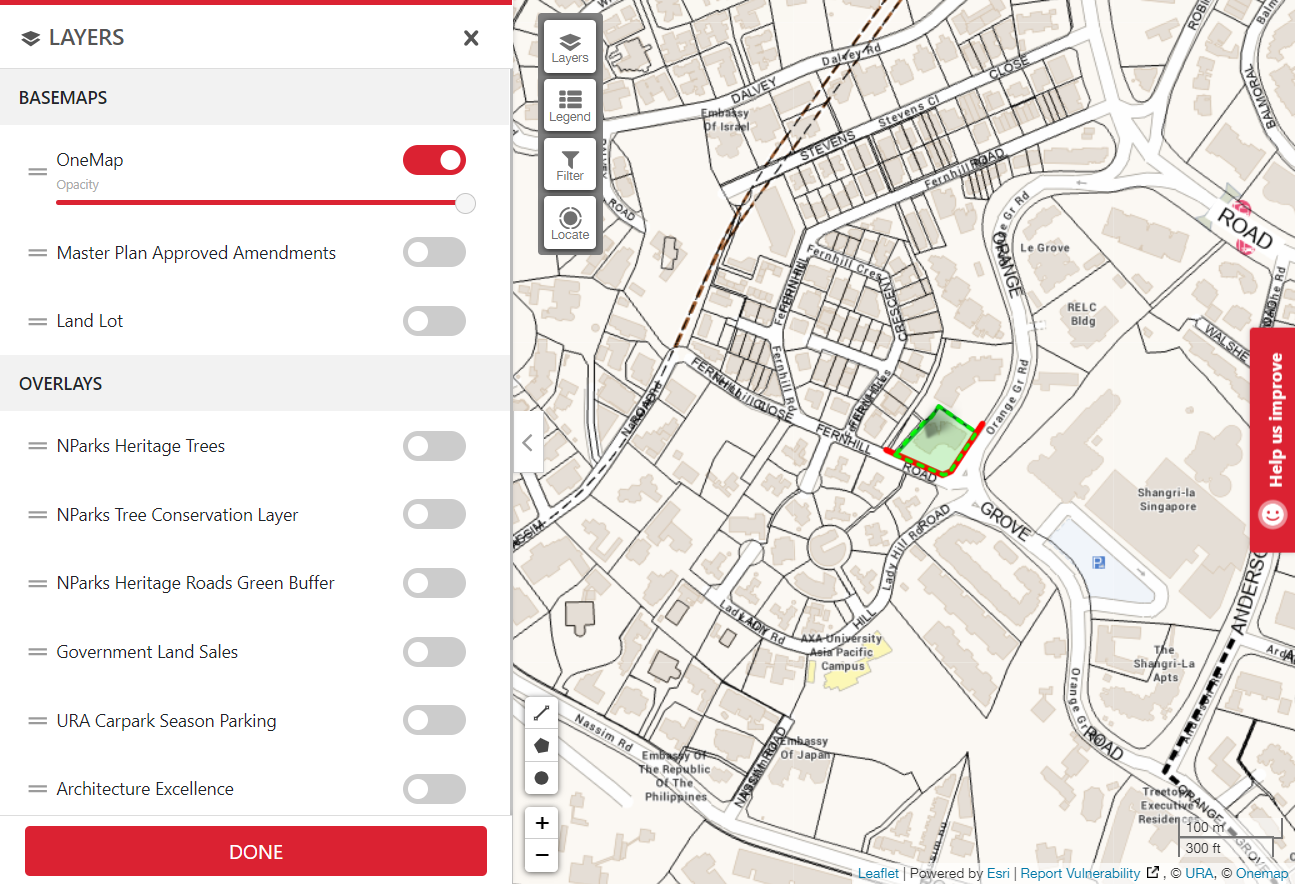 LAYERS
BASEMAPS
OneMap
Opacity
Master Plan Approved Amendments
Land Lot
OVERLAYS
NParks Heritage Trees
NParks Tree Conservation Layer
NParks Heritage Roads Green Buffer
Government Land Sales
URA Carpark Season Parking
Architecture Excellence
DONE
Layers
Legend
Filter
Locate
Dalvey Rd
DALVEY
Embassy
Of Israel
STEVENS
Stevens Cl
CLOSE
Fernhill
ROAD
BALMORAL
ROAD
ROAD
Le Grove
Orange Gr Rd
ORANGE
RELC
Bldg
WALSHE
Fernhill Cres
CRESCENT
FERNHILL
Fernhill Rd
FERNHILL
Fernhill
CLOSE
FERNHILL
ROAD
Orange Gr Rd
GROVE
Shangri-la
Singapore
P
Help us improve
ANDERSO
NASSIM
ROAD
Lady Hill Rd
ROAD
HILL
LADY
Rd
AXA University
Asia Pacific
Campus
The
Shangri-La
Apts
Orange Gr
ROAD
Anderson Rd
Nassim Rd
Embassy Of
The Republic
Of The
Philippines
NASSIM
ROAD
Embassy
Of Japan
Treetops
Executive
Residences
ORANGE
GROVE
+
−
100 m
300 ft
Leaflet | Powered by Esri | Report Vulnerability , © URA, © Onemap